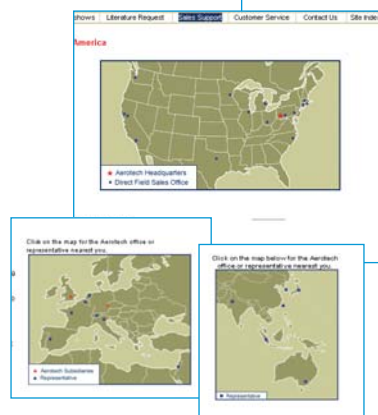 shows Literature Request Sales Support Customer Service Contact Us Site Index
America
Aerotech Headquarters
Direct Field Sales Office
Click on the map for the Aerotech office or
representative nearest you.
Aerotech Subsidiaries
Representative
Click on the map below for the Aerotech
office or representative nearest you.
Representative